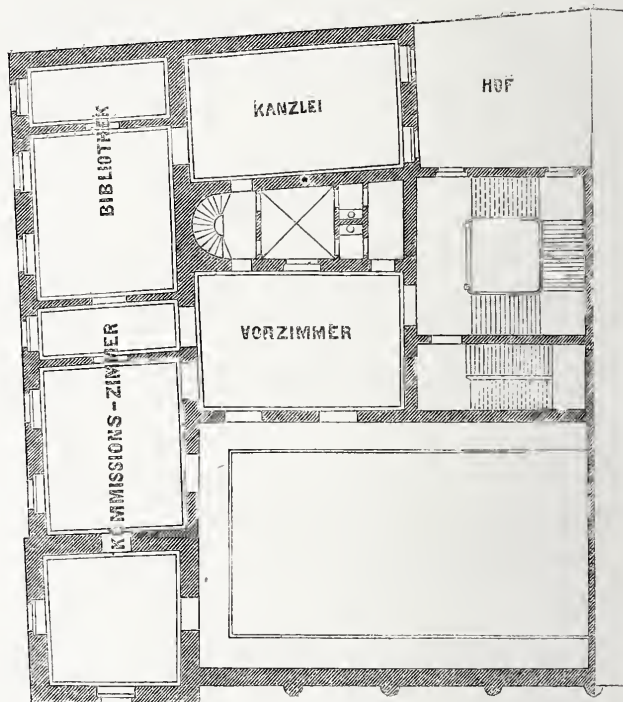 HOF
KANZLEI
BIBLIOTHEK
VORZIMMER
KOMMISSIONS-ZIMMER